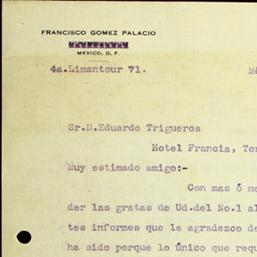 FRANCISCO GOMEZ PALACIO
MEXICO, D. F.
4a.Limantour 71.
Sr.D.Eduardo Trigueros
Hotel Francia, Tor
Muy estimado amigo:-
Con mas ó me
der las gratas de Ud.del No.1 al
tes informes que le agradezco de
ha sido porque lo único que requ